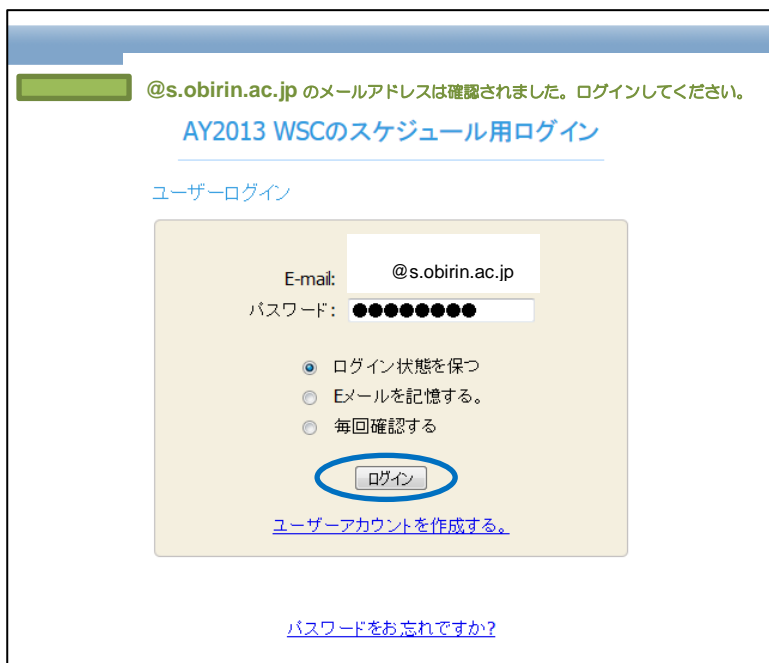 @s.obirin.ac.jp のメールアドレスは確認されました。ログインしてください。
AY2013 WSCのスケジュール用ログイン
ユーザーログイン
E-mail: @s.obirin.ac.jp
パスワード: ●●●●●●●●
ログイン状態を保つ
Eメールを記憶する。
毎回確認する
ログイン
ユーザーアカウントを作成する。
パスワードをお忘れですか?